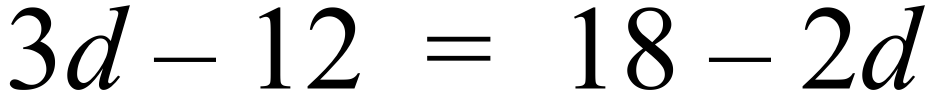 3d − 12 = 18 − 2d